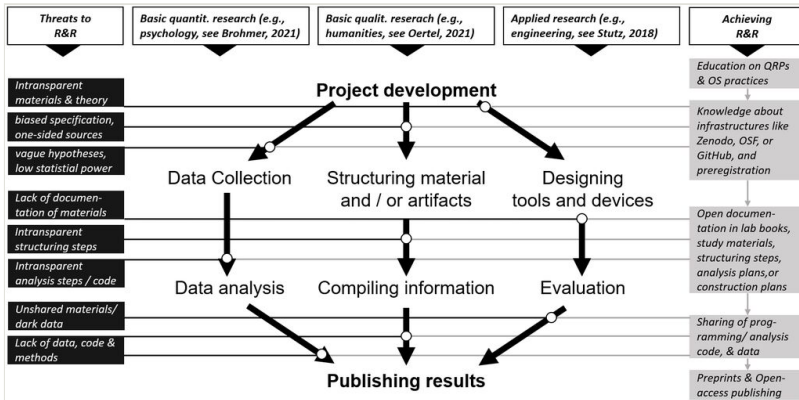 Threats to
R&R
Basic quantit. research (e.g.,
psychology, see Brohmer, 2021)
Basic qualit. reserach (e.g.,
humanities, see Oertel, 2021)
Applied research (e.g.,
engineering, see Stutz, 2018)
Achieving
R&R
Intransparent
materials & theory
biased specification,
one-sided sources
vague hypotheses,
low statistial power
Lack of documen-
tation of materials
Intransparent
structuring steps
Intransparent
analysis steps / code
Unshared materials/
dark data
Lack of data, code &
methods
Project development
Data Collection
Structuring material
and / or artifacts
Designing
tools and devices
Data analysis
Compiling information
Evaluation
Publishing results
Education on QRPs
& OS practices
Knowledge about
infrastructures like
Zenodo, OSF, or
GitHub, and
preregistration
Open documen-
tation in lab books,
study materials,
structuring steps,
analysis plans,or
construction plans
Sharing of pro-
gramming/ analysis
code, & data
Preprints & Open-
access publishing